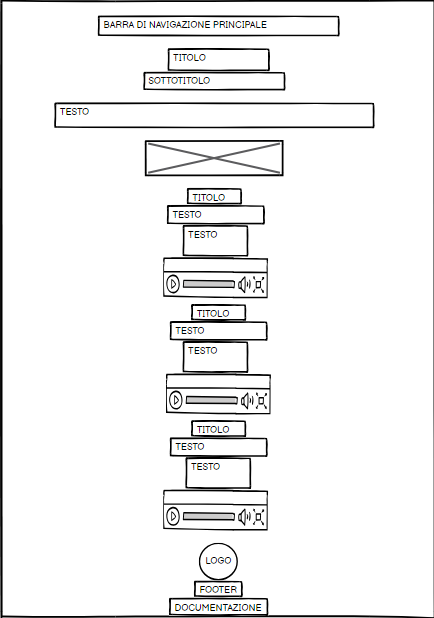 BARRA DI NAVIGAZIONE PRINCIPALE
TITOLO
SOTTOTITOLO
TESTO
TITOLO
TESTO
TESTO
TITOLO
TESTO
TESTO
TITOLO
TESTO
TESTO
LOGO
FOOTER
DOCUMENTAZIONE